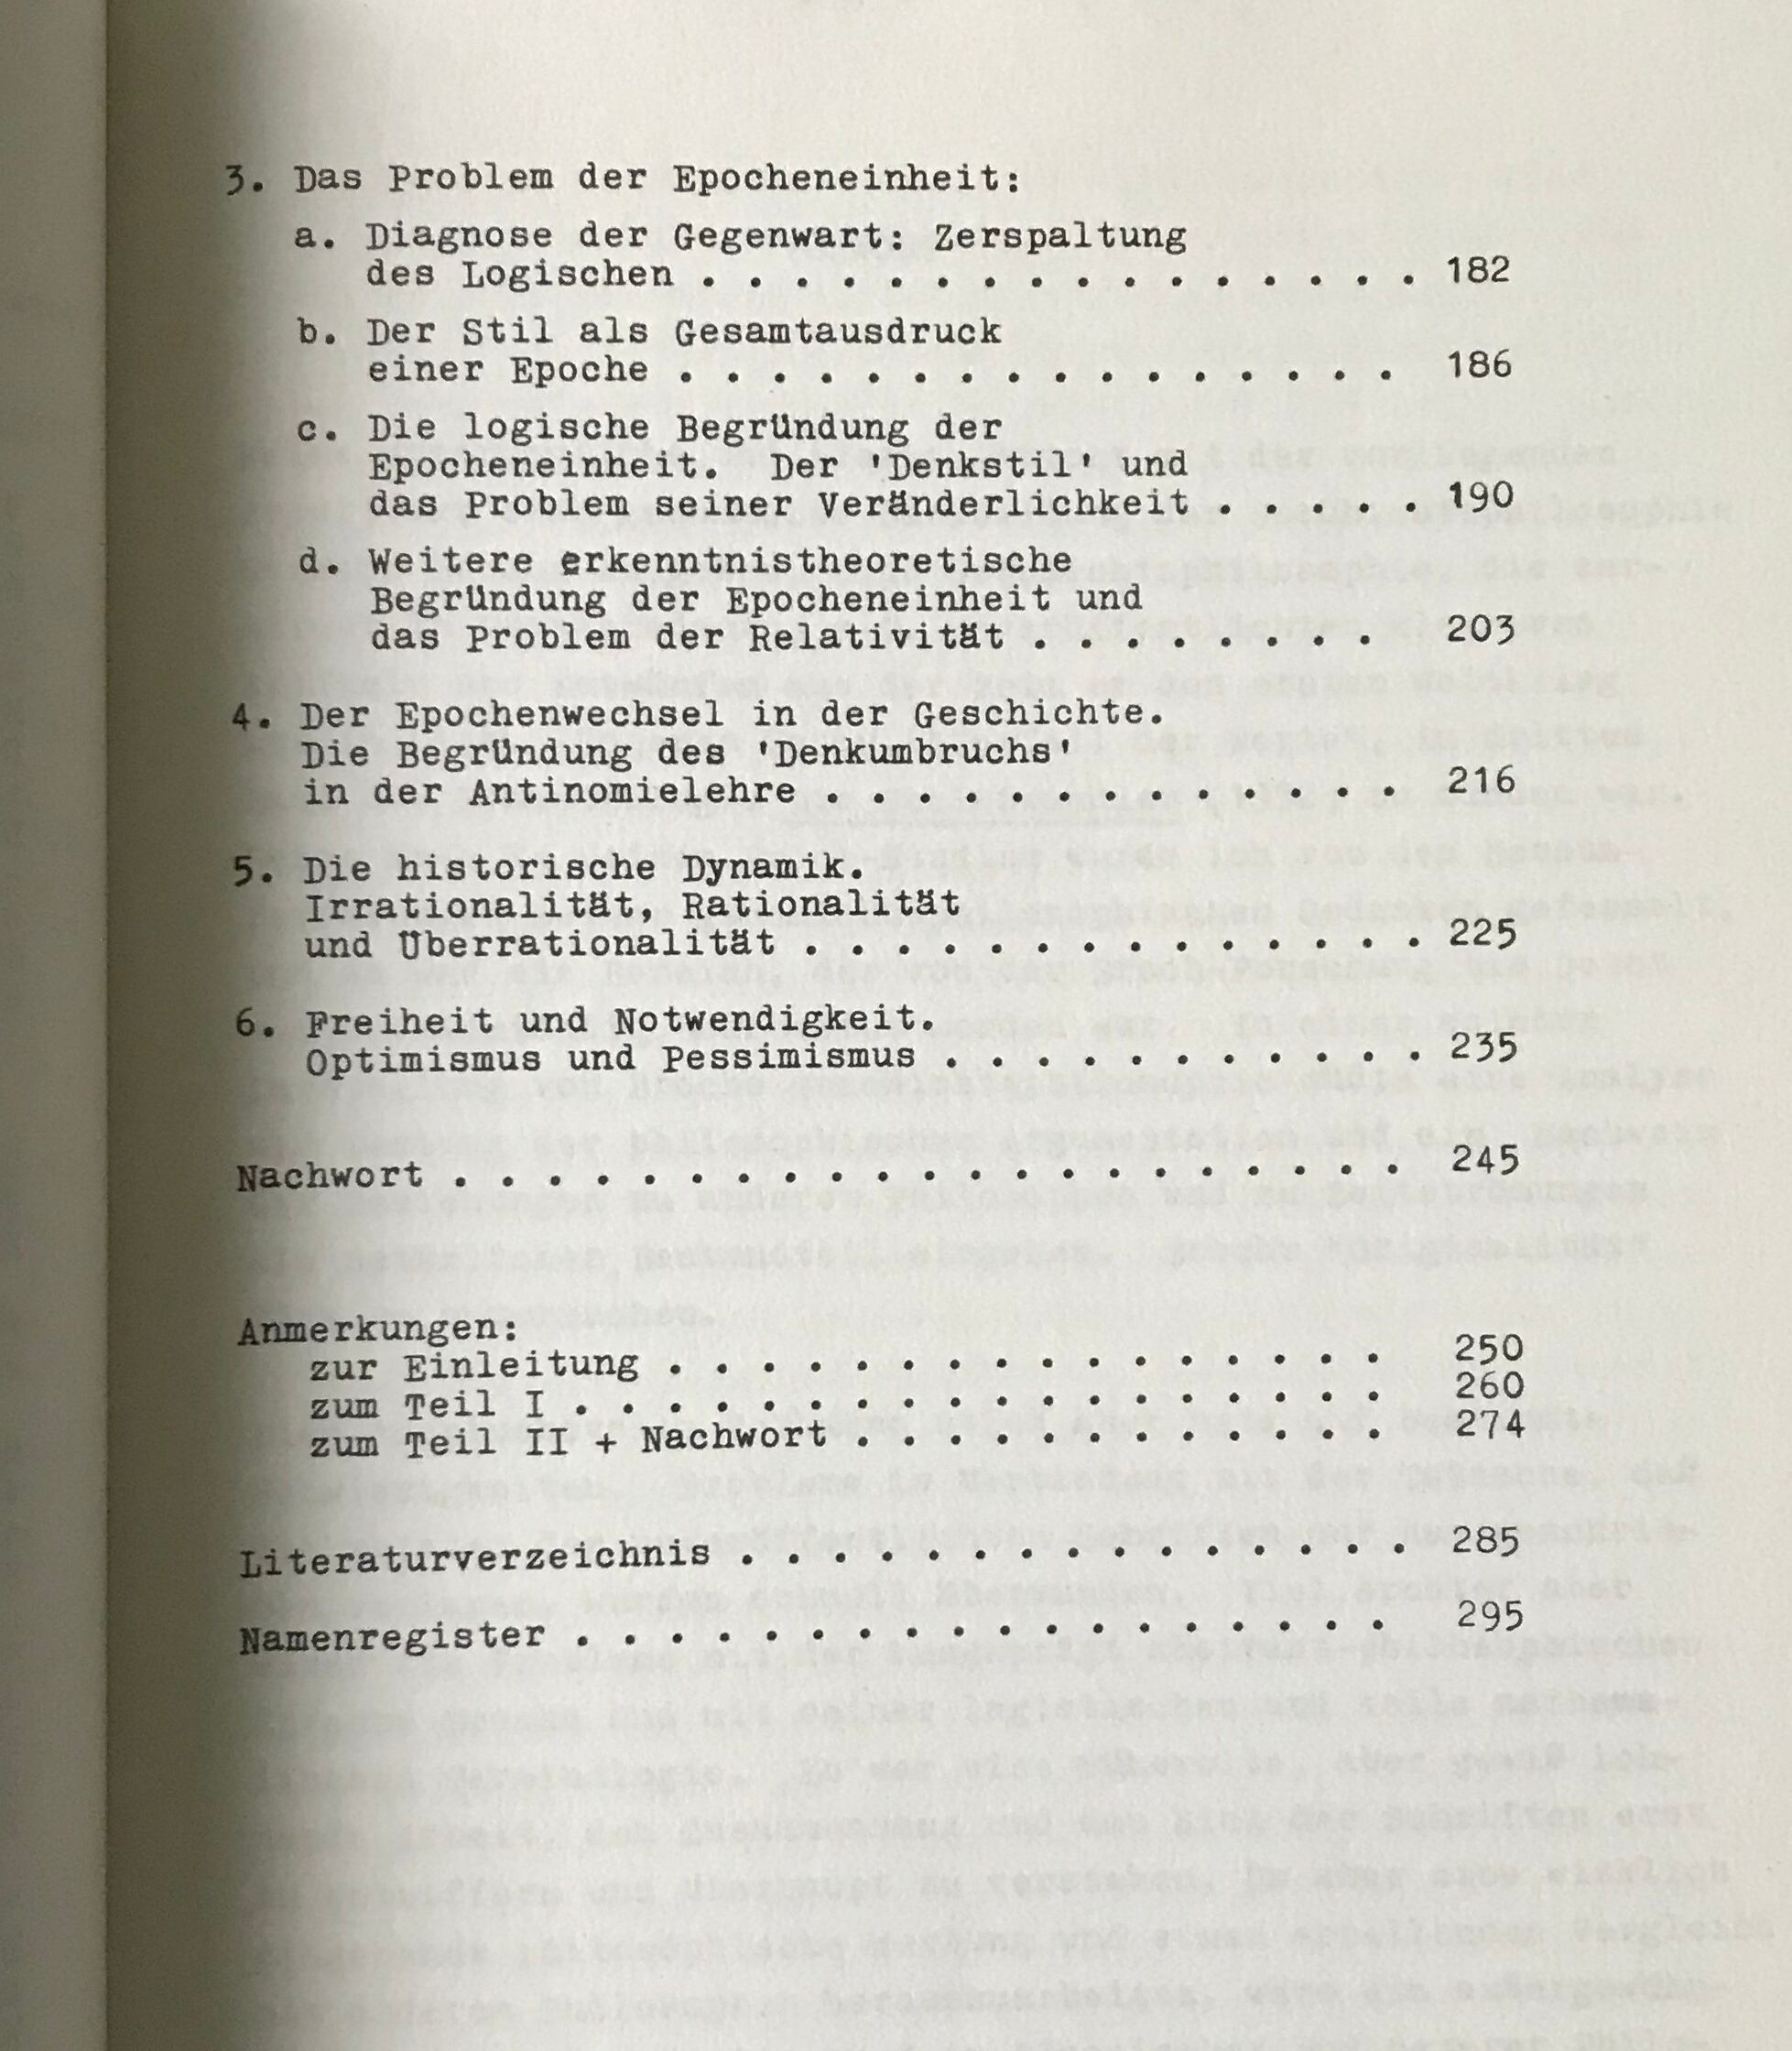 3. Das Problem der Epocheneinheit:
a. Diagnose der Gegenwart: Zerspaltung
des Logischen . . . . . . . . . . . . . . . . 182
b. Der Stil als Gesamtausdruck
einer Epoche . . . . . . . . . . . . . . . . 186
c. Die logische Begründung der
Epocheneinheit. Der 'Denkstil' und
das Problem seiner Veränderlichkeit . . . . . 190
d. Weitere erkenntnistheoretische
Begründung der Epocheneinheit und
das Problem der Relativität . . . . . . . . 203
4. Der Epochenwechsel in der Geschichte.
Die Begründung des 'Denkumbruchs'
in der Antinomielehre . . . . . . . . . . . . . 216
5. Die historische Dynamik.
Irrationalität, Rationalität
und Überrationalität . . . . . . . . . . . . . . 225
6. Freiheit und Notwendigkeit.
Optimismus und Pessimismus . . . . . . . . . . . 235
Nachwort . . . . . . . . . . . . . . . . . . . . . 245
Anmerkungen:
zur Einleitung . . . . . . . . . . . . . . . . 250
zum Teil I . . . . . . . . . . . . . . . . . . 260
zum Teil II + Nachwort . . . . . . . . . . . . 274
Literaturverzeichnis . . . . . . . . . . . . . . . 285
Namenregister . . . . . . . . . . . . . . . . . . 295